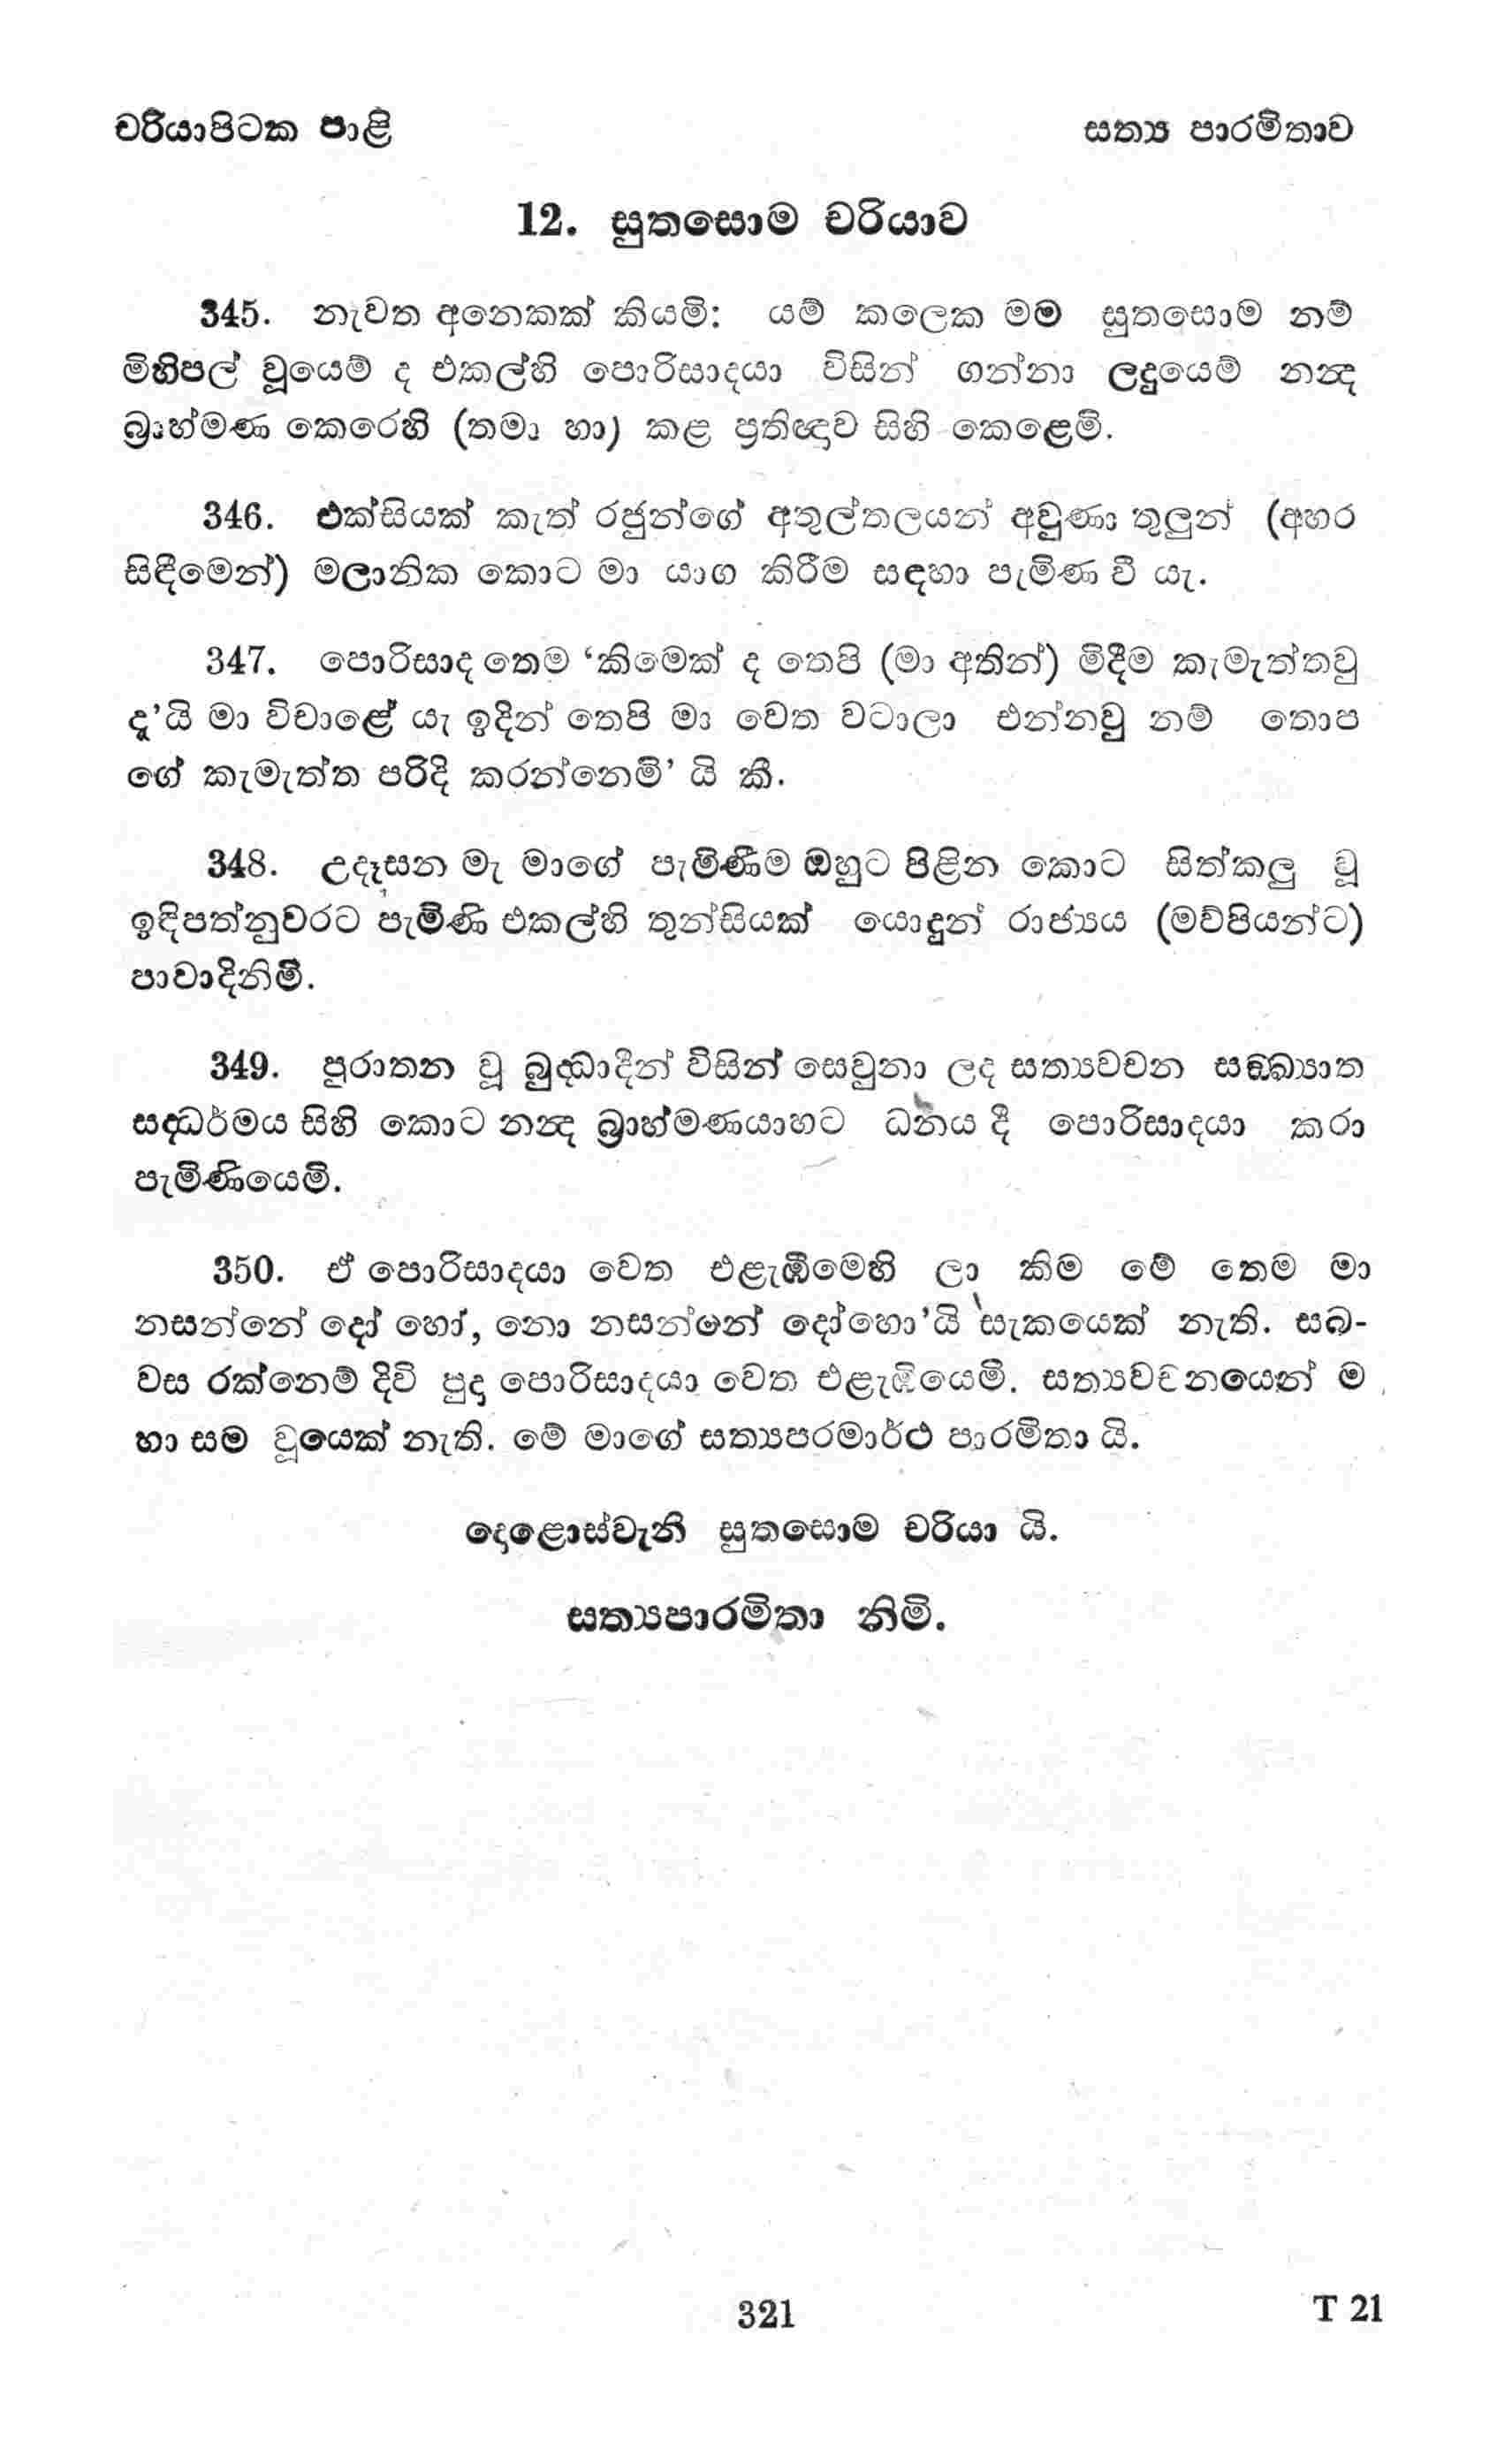 චරියාපිටක පාළි
සත්‍ය පාරමිතාව
12. සුතසොම චරියාව
345. නැවත අනෙකක් කියමි: යම් කලෙක මම සුතසොම නම්
මිහිපල් වූයෙම් ද එකල්හි පොරිසාදයා විසින් ගන්නා ලදුයෙම් නන්‍ද
බ්‍රාහ්මණ කෙරෙහි (තමා හා) කළ ප්‍රතිඥාව සිහි කෙළෙමි.
346. එක්සියක් කැත් රජුන්ගේ අතුල්තලයන් අවුණා තුලුන් (අහර
සිඳීමෙන්) මලානික කොට මා යාග කිරීම සඳහා පැමිණ වී යැ.
347. පොරිසාද තෙම ‘කිමෙක් ද තෙපි (මා අතින්) මිදීම කැමැත්තවු
දැ’යි මා විචාළේ යැ ඉදින් තෙපි මා වෙත වටාලා එන්නවු නම් තොප
ගේ කැමැත්ත පරිදි කරන්නෙමි’ යි කී.
348. උදෑසන මැ මාගේ පැමිණීම ඔහුට පිළින කොට සිත්කලු වූ
ඉඳිපත්නුවරට පැමිණි එකල්හි තුන්සියක් යොදුන් රාජ්‍යය (මව්පියන්ට)
පාවාදිනිමි.
349. පුරාතන වූ බුද්ධාදීන් විසින් සෙවුනා ලද සත්‍යවචන සඞ්ඛ්‍යාත
සද්ධර්මය සිහි කොට නන්‍ද බ්‍රාහ්මණයාහට ධනය දී පොරිසාදයා කරා
පැමිණියෙමි.
350. ඒ පොරිසාදයා වෙත එළැඹීමෙහි ලා කිම මේ තෙම මා
නසන්නේ දෝ හෝ, නො නසන්නේ දෝහො’යි සැකයෙක් නැති. සබ-
වස රක්නෙම් දිවි පුදා පොරිසාදයා වෙත එළැඹියෙමි. සත්‍යවචනයෙන් ම
හා සම වූයෙක් නැති. මේ මාගේ සත්‍යපරමාර්ථ පාරමිතා යි.
දොළොස්වැනි සුතසොම චරියා යි.
සත්‍යපාරමිතා නිමි.
321
T 21